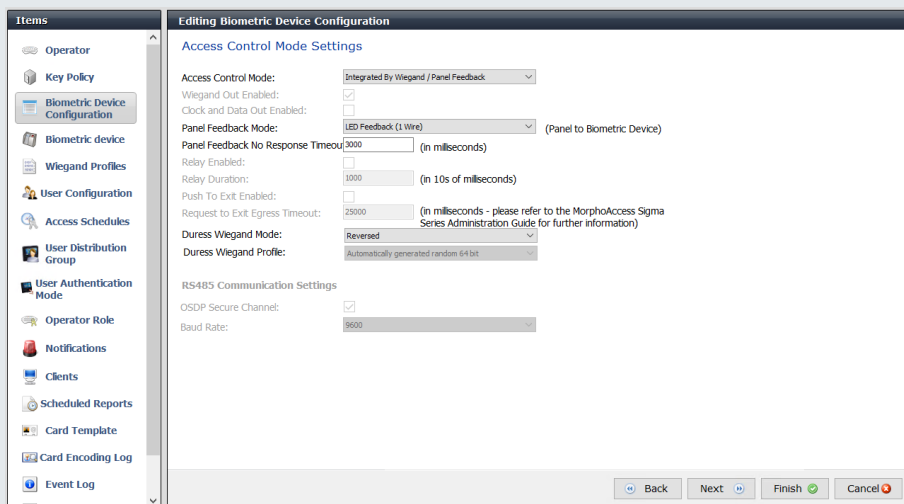 Items
Operator
Key Policy
Biometric Device
Configuration
Biometric device
Wiegand Profiles
User Configuration
Access Schedules
User Distribution
Group
User Authentication
Mode
Operator Role
Notifications
Clients
Scheduled Reports
Card Template
Card Encoding Log
Event Log
Editing Biometric Device Configuration
Access Control Mode Settings
Access Control Mode: Integrated By Wiegand / Panel Feedback
Wiegand Out Enabled:
Clock and Data Out Enabled:
Panel Feedback Mode: LED Feedback (1 Wire) (Panel to Biometric Device)
Panel Feedback No Response Timeou 3000 (in miliseconds)
Relay Enabled:
Relay Duration: 1000 (in 10s of miliseconds)
Push To Exit Enabled:
Request to Exit Egress Timeout: 25000 (in miliseconds - please refer to the MorphoAccess Sigma
Series Administration Guide for further information)
Duress Wiegand Mode: Reversed
Duress Wiegand Profile: Automatically generated random 64 bit
RS485 Communication Settings
OSDP Secure Channel:
Baud Rate: 9600
Back Next Finish Cancel